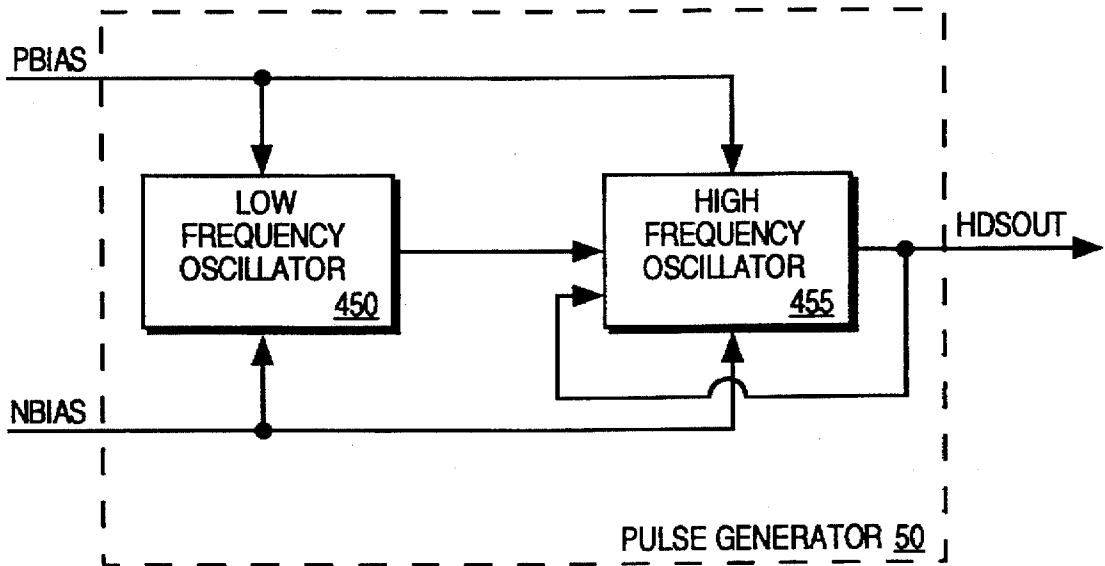 PBIAS
LOW
FREQUENCY
OSCILLATOR
450
HIGH
FREQUENCY
OSCILLATOR
455
HDSOUT
NBIAS
PULSE GENERATOR 50